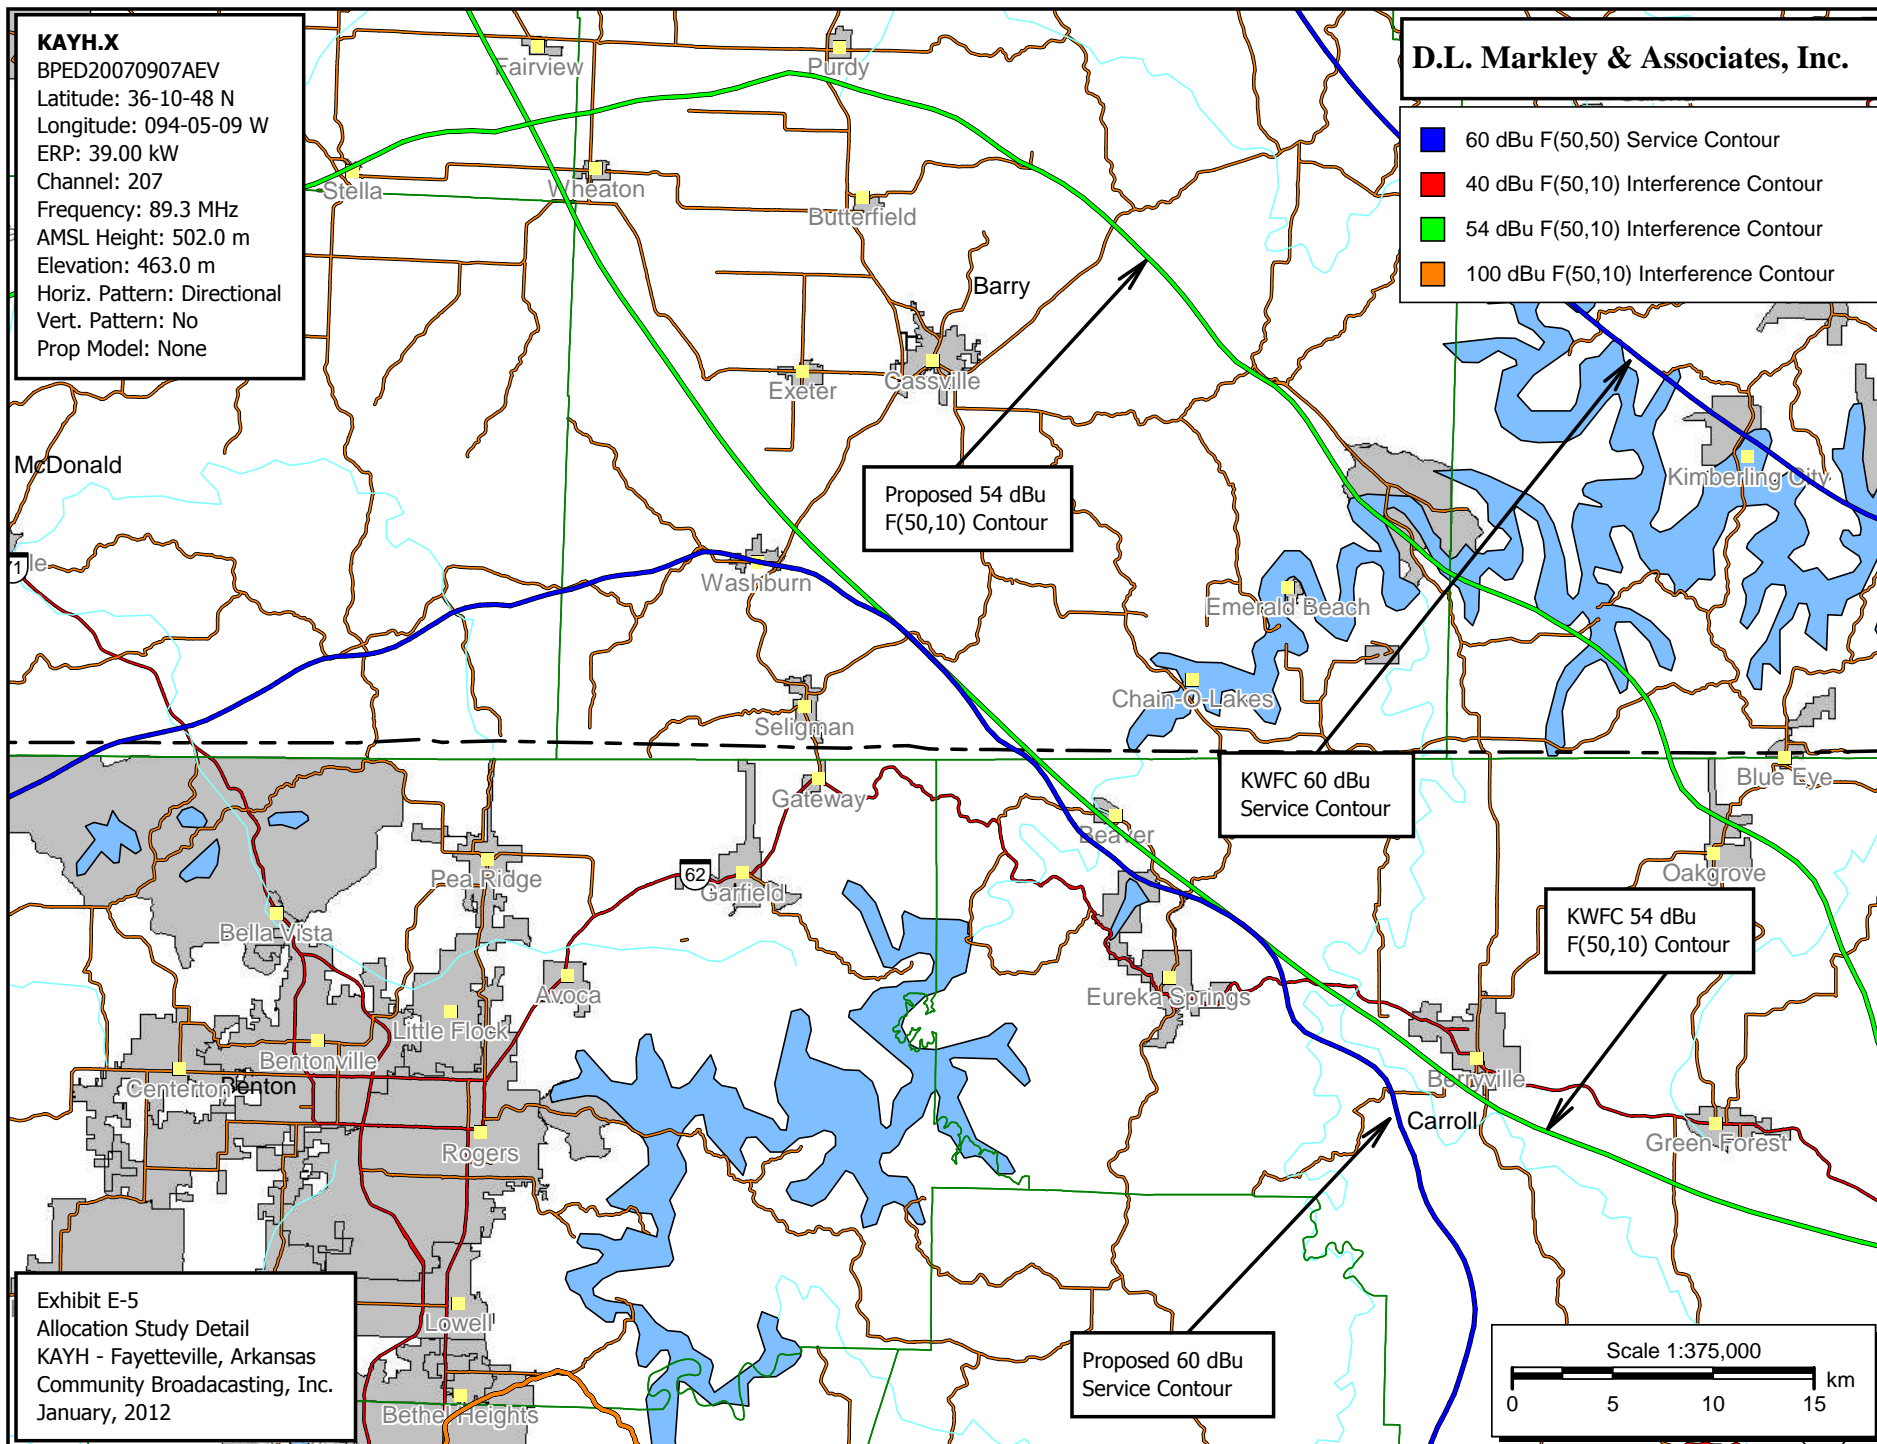 KAYH.X
BPED20070907AEV
Latitude: 36-10-48 N
Longitude: 094-05-09 W
ERP: 39.00 kW
Channel: 207
Frequency: 89.3 MHz
AMSL Height: 502.0 m
Elevation: 463.0 m
Horiz. Pattern: Directional
Vert. Pattern: No
Prop Model: None
D.L. Markley & Associates, Inc.
60 dBu F(50,50) Service Contour
40 dBu F(50,10) Interference Contour
54 dBu F(50,10) Interference Contour
100 dBu F(50,10) Interference Contour
Fairview
Purdy
Stella
Wheaton
Butterfield
Barry
Exeter
Cassville
McDonald
Kimberling City
Proposed 54 dBu
F(50,10) Contour
71
Washburn
Emerald Beach
Chain-O-Lakes
Seligman
KWFC 60 dBu
Service Contour
Blue Eye
Gateway
Beaver
Pea Ridge
62
Garfield
Oakgrove
KWFC 54 dBu
F(50,10) Contour
Bella Vista
Avoca
Eureka Springs
Little Flock
Bentonville
Centerton
Benton
Berryville
Carroll
Green Forest
Rogers
Lowell
Bethel Heights
Proposed 60 dBu
Service Contour
Exhibit E-5
Allocation Study Detail
KAYH - Fayetteville, Arkansas
Community Broadacasting, Inc.
January, 2012
Scale 1:375,000
km
0 5 10 15